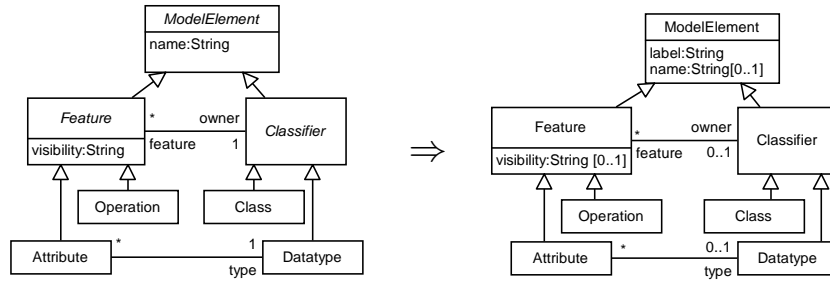 ModelElement
name:String
Feature
visibility:String
*
feature
owner
1
Classifier
Operation
Class
Attribute
*
1
type
Datatype
⇒
ModelElement
label:String
name:String[0..1]
Feature
visibility:String [0..1]
*
feature
owner
0..1
Classifier
Operation
Class
Attribute
*
0..1
type
Datatype